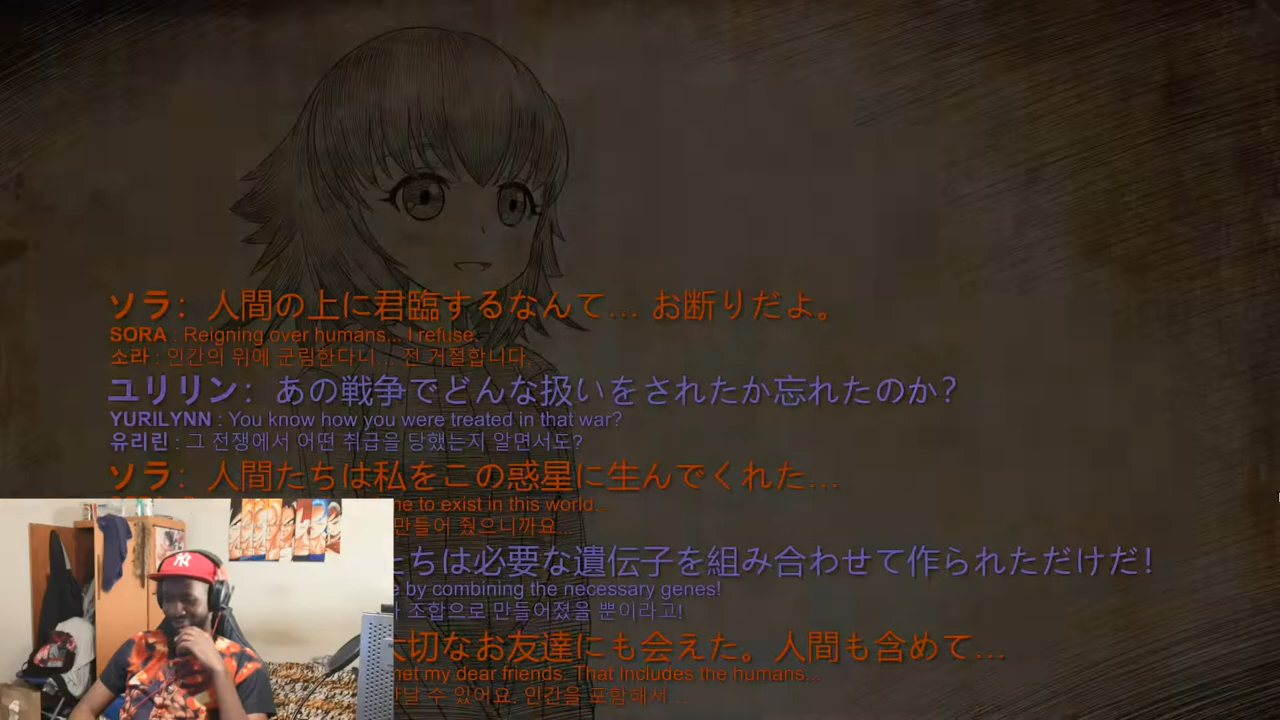 ソラ： 人間の上に君臨するなんて… お断りだよ。
SORA : Reigning over humans... I refuse.
소라 : 인간의 위에 군림한다니... 전 거절합니다.
ユリリン： あの戦争でどんな扱いをされたか忘れたのか？
YURILYNN : You know how you were treated in that war?
유리린 : 그 전쟁에서 어떤 취급을 당했는지 알면서도?
ソラ： 人間たちは私をこの惑星に生んでくれた…
me to exist in this world..
만들어 줬으니까요...
ちは必要な遺伝子を組み合わせて作られただけだ！
by combining the necessary genes!
조합으로 만들어졌을 뿐이라고!
切なお友達にも会えた。人間も含めて…
met my dear friends. That Includes the humans...
수 있어요. 인간을 포함해서...
NY